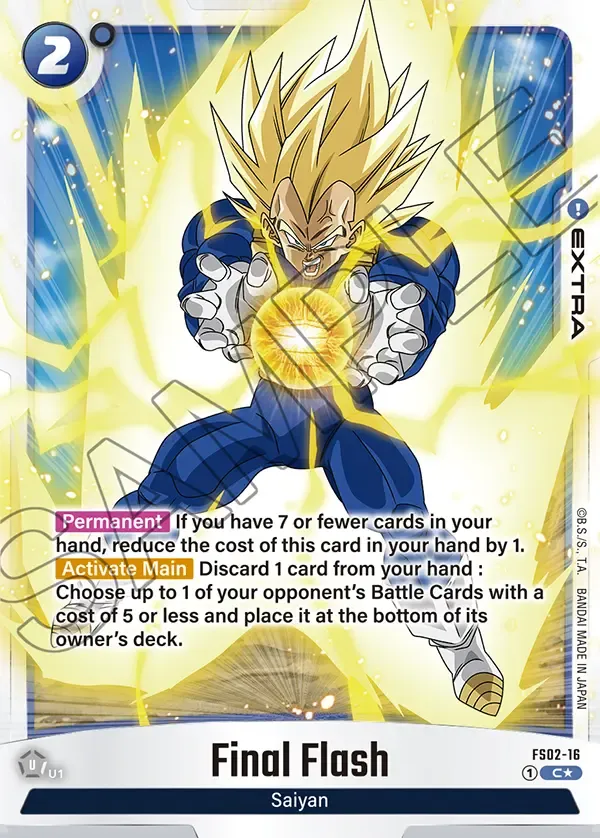 2
EXTRA
SAMPLE
Permanent If you have 7 or fewer cards in your
hand, reduce the cost of this card in your hand by 1.
Activate Main Discard 1 card from your hand :
Choose up to 1 of your opponent's Battle Cards with a
cost of 5 or less and place it at the bottom of its
owner's deck.
©B.S./S., T.A. BANDAI MADE IN JAPAN
Final Flash
FS02-16
U/U1
1 C★
Saiyan